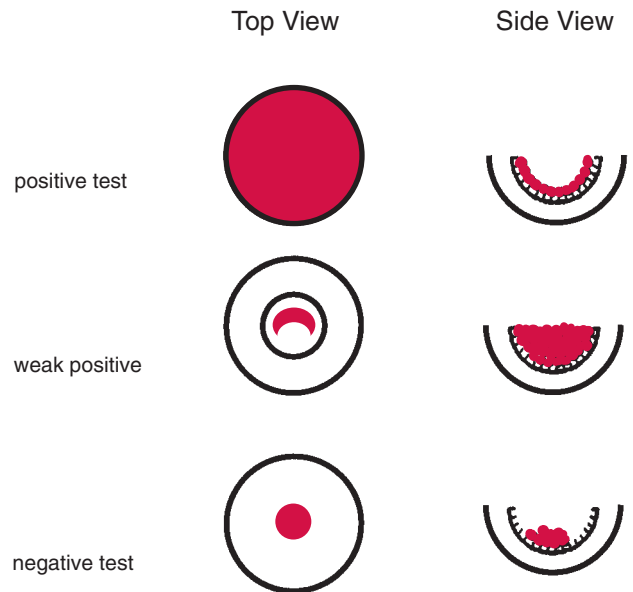 Top View
Side View
positive test
weak positive
negative test